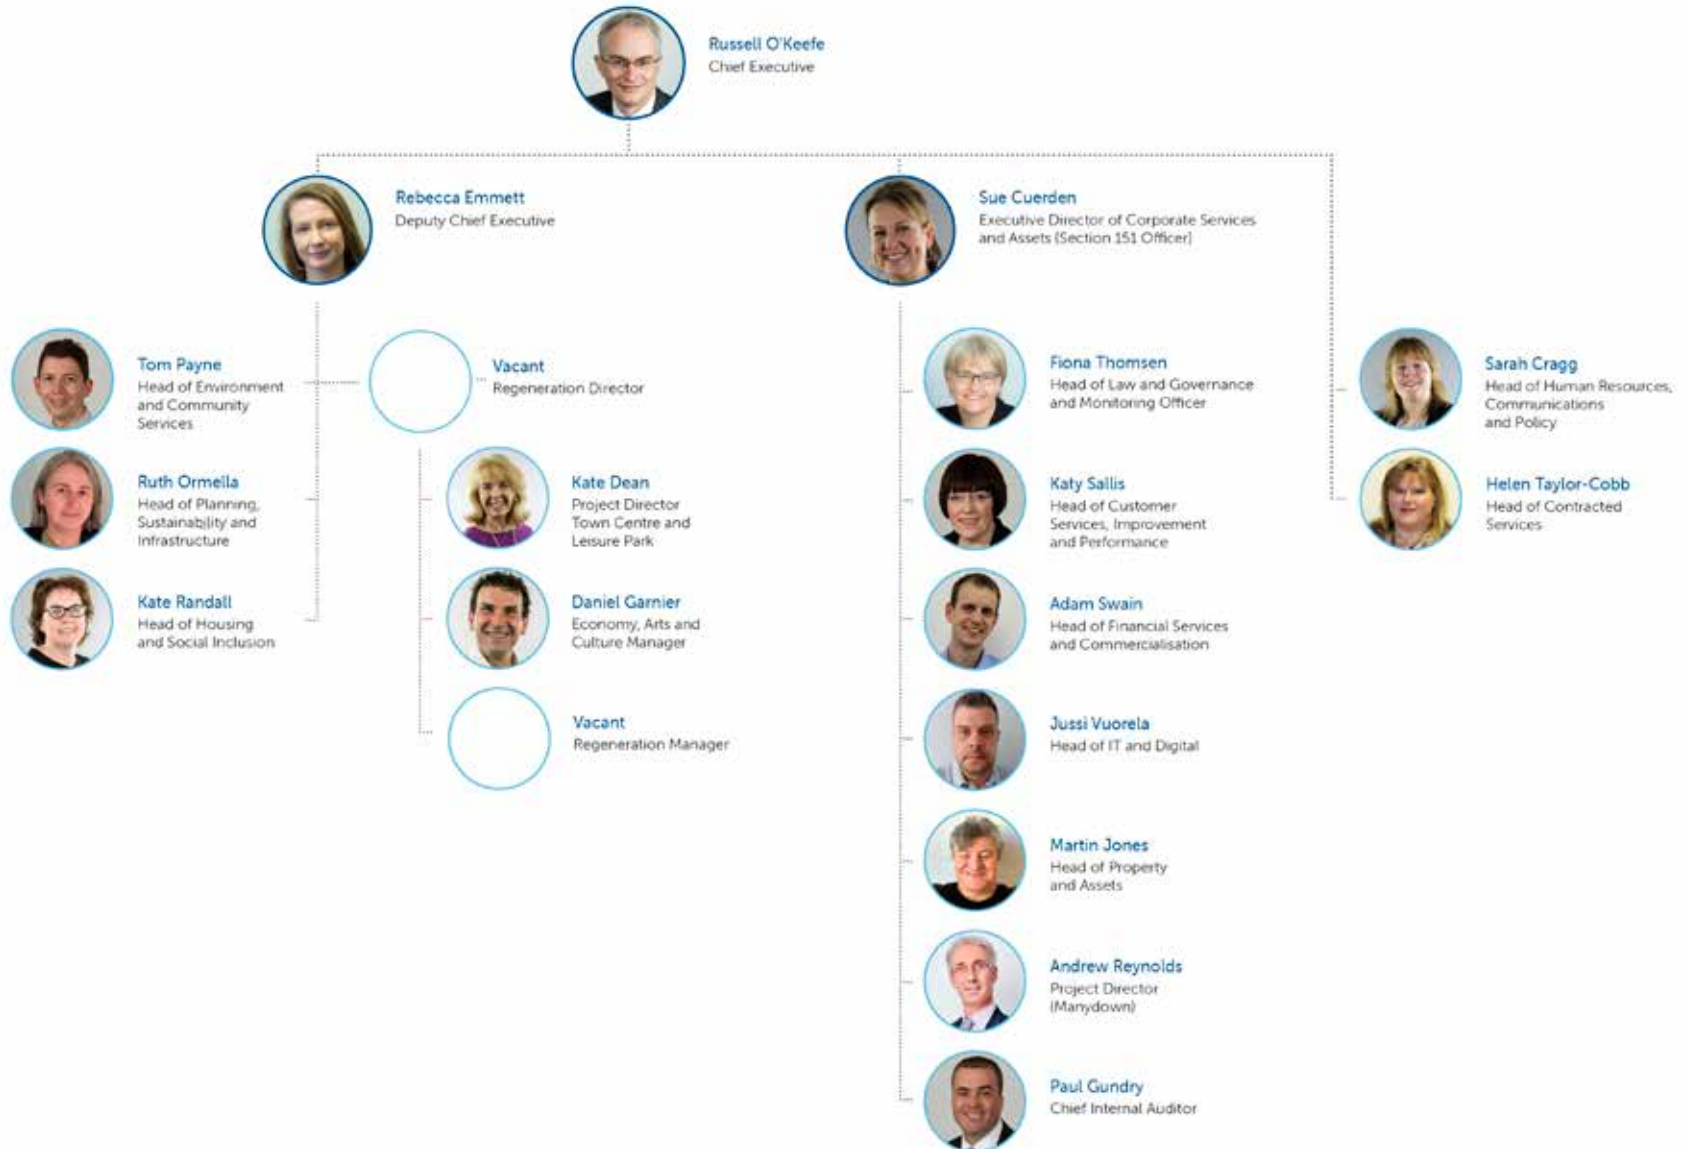 Russell O'Keefe
Chief Executive
Rebecca Emmett
Deputy Chief Executive
Sue Cuerden
Executive Director of Corporate Services
and Assets (Section 151 Officer)
Tom Payne
Head of Environment
and Community
Services
Ruth Ormella
Head of Planning,
Sustainability and
Infrastructure
Kate Randall
Head of Housing
and Social Inclusion
Vacant
Regeneration Director
Kate Dean
Project Director
Town Centre and
Leisure Park
Daniel Garnier
Economy, Arts and
Culture Manager
Vacant
Regeneration Manager
Fiona Thomsen
Head of Law and Governance
and Monitoring Officer
Katy Sallis
Head of Customer
Services, Improvement
and Performance
Adam Swain
Head of Financial Services
and Commercialisation
Jussi Vuorela
Head of IT and Digital
Martin Jones
Head of Property
and Assets
Andrew Reynolds
Project Director
(Manydown)
Paul Gundry
Chief Internal Auditor
Sarah Cragg
Head of Human Resources,
Communications
and Policy
Helen Taylor-Cobb
Head of Contracted
Services